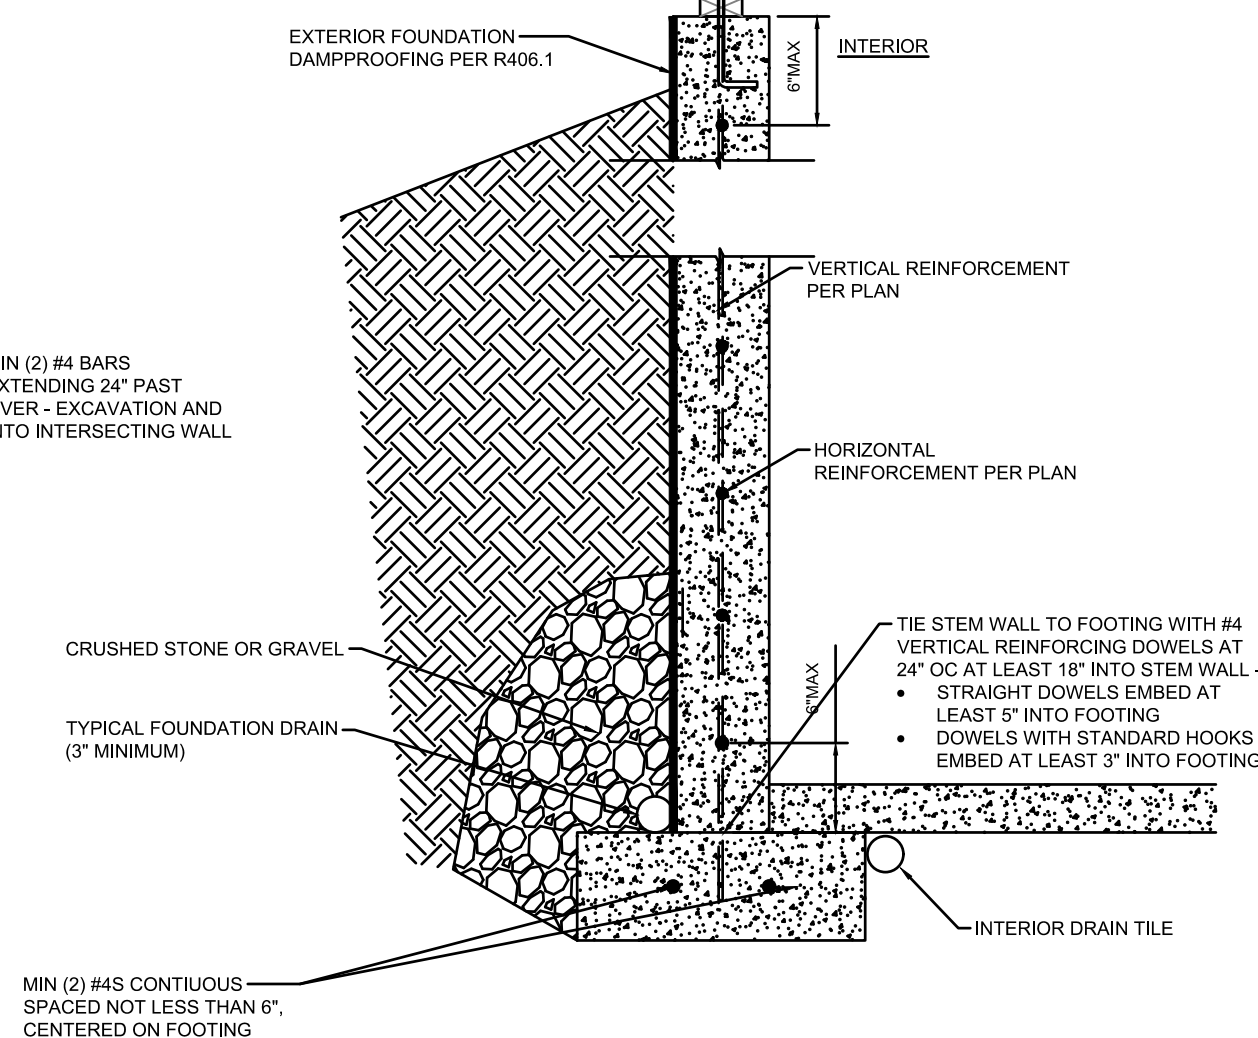 EXTERIOR FOUNDATION
DAMPPROOFING PER R406.1
6"MAX
INTERIOR
VERTICAL REINFORCEMENT
PER PLAN
IN (2) #4 BARS
XTENDING 24" PAST
VER - EXCAVATION AND
NTO INTERSECTING WALL
HORIZONTAL
REINFORCEMENT PER PLAN
CRUSHED STONE OR GRAVEL
TYPICAL FOUNDATION DRAIN
(3" MINIMUM)
6"MAX
TIE STEM WALL TO FOOTING WITH #4
VERTICAL REINFORCING DOWELS AT
24" OC AT LEAST 18" INTO STEM WALL -
• STRAIGHT DOWELS EMBED AT
LEAST 5" INTO FOOTING
• DOWELS WITH STANDARD HOOKS
EMBED AT LEAST 3" INTO FOOTING
INTERIOR DRAIN TILE
MIN (2) #4S CONTIUOUS
SPACED NOT LESS THAN 6",
CENTERED ON FOOTING